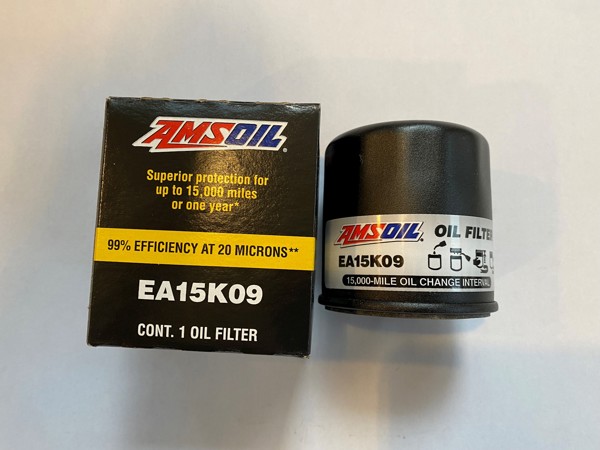 AMSOIL®
Superior protection for
up to 15,000 miles
or one year*
99% EFFICIENCY AT 20 MICRONS**
EA15K09
CONT. 1 OIL FILTER
AMSOIL® OIL FILTER
EA15K09
15,000-MILE OIL CHANGE INTERVAL